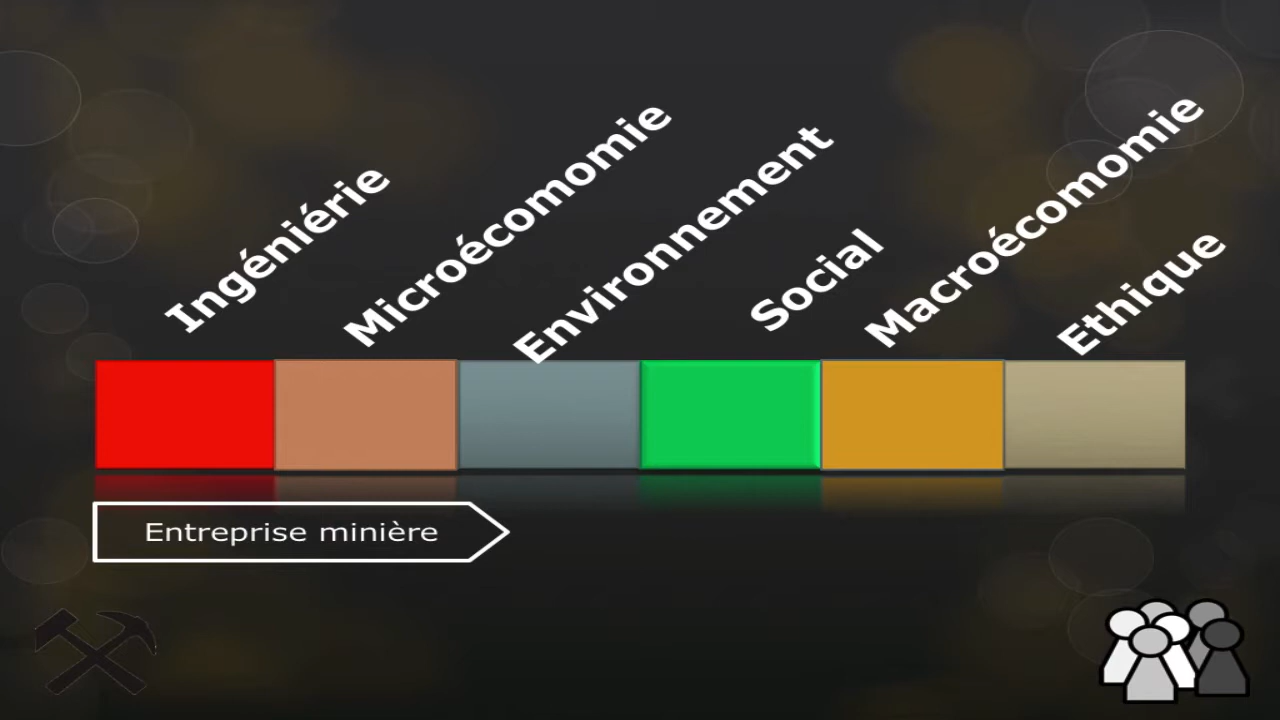 Ingéniérie
Microécomomie
Environnement
Social
Macroécomomie
Ethique
Entreprise minière